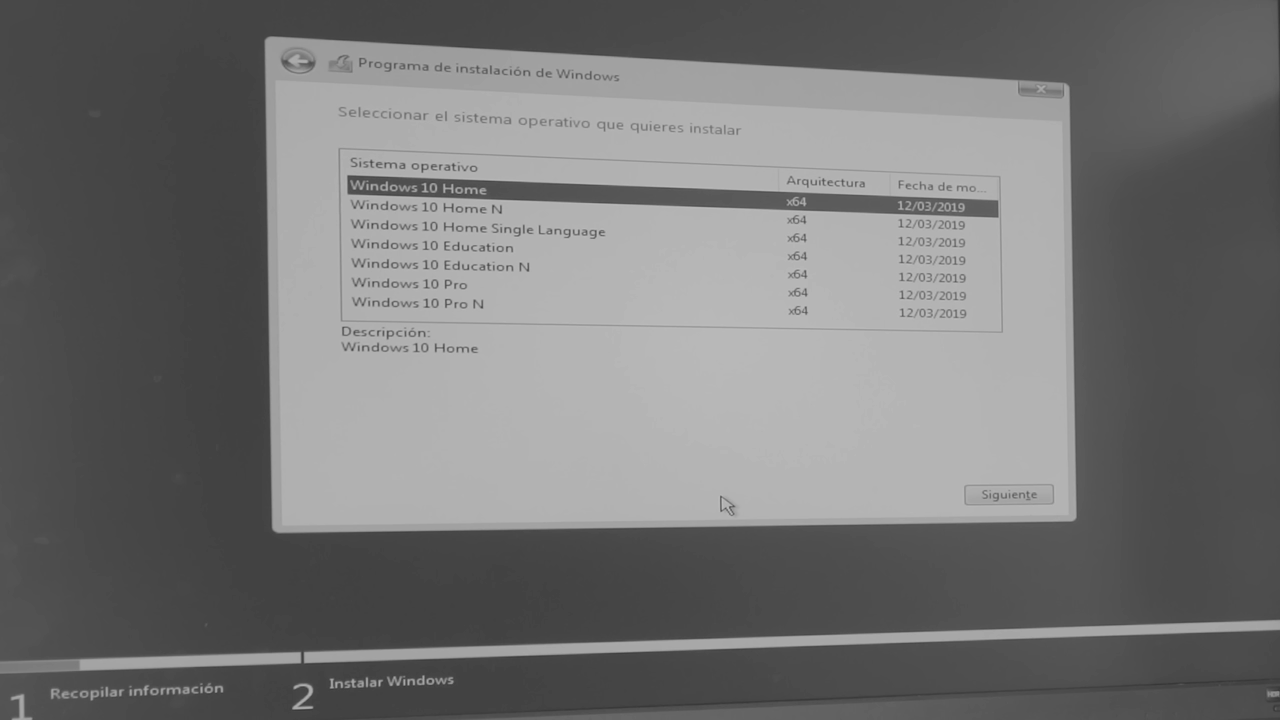 Programa de instalación de Windows
Seleccionar el sistema operativo que quieres instalar
Sistema operativo Arquitectura Fecha de mo...
Windows 10 Home x64 12/03/2019
Windows 10 Home N x64 12/03/2019
Windows 10 Home Single Language x64 12/03/2019
Windows 10 Education x64 12/03/2019
Windows 10 Education N x64 12/03/2019
Windows 10 Pro x64 12/03/2019
Windows 10 Pro N x64 12/03/2019
Descripción:
Windows 10 Home
Siguiente
1 Recopilar información 2 Instalar Windows